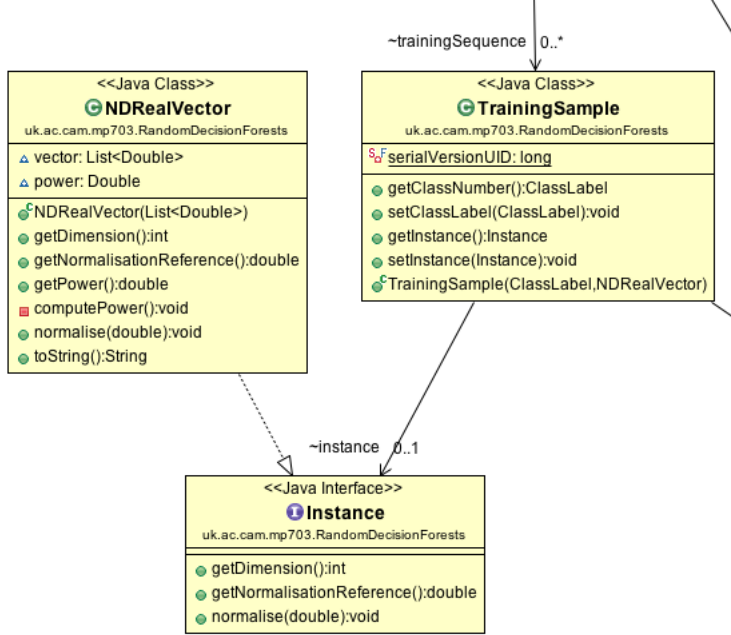 ~trainingSequence 0..*
<<Java Class>>
NDRealVector
uk.ac.cam.mp703.RandomDecisionForests
vector: List<Double>
power: Double
NDRealVector(List<Double>)
getDimension():int
getNormalisationReference():double
getPower():double
computePower():void
normalise(double):void
toString():String
<<Java Class>>
TrainingSample
uk.ac.cam.mp703.RandomDecisionForests
serialVersionUID: long
getClassNumber():ClassLabel
setClassLabel(ClassLabel):void
getInstance():Instance
setInstance(Instance):void
TrainingSample(ClassLabel,NDRealVector)
~instance 0..1
<<Java Interface>>
Instance
uk.ac.cam.mp703.RandomDecisionForests
getDimension():int
getNormalisationReference():double
normalise(double):void